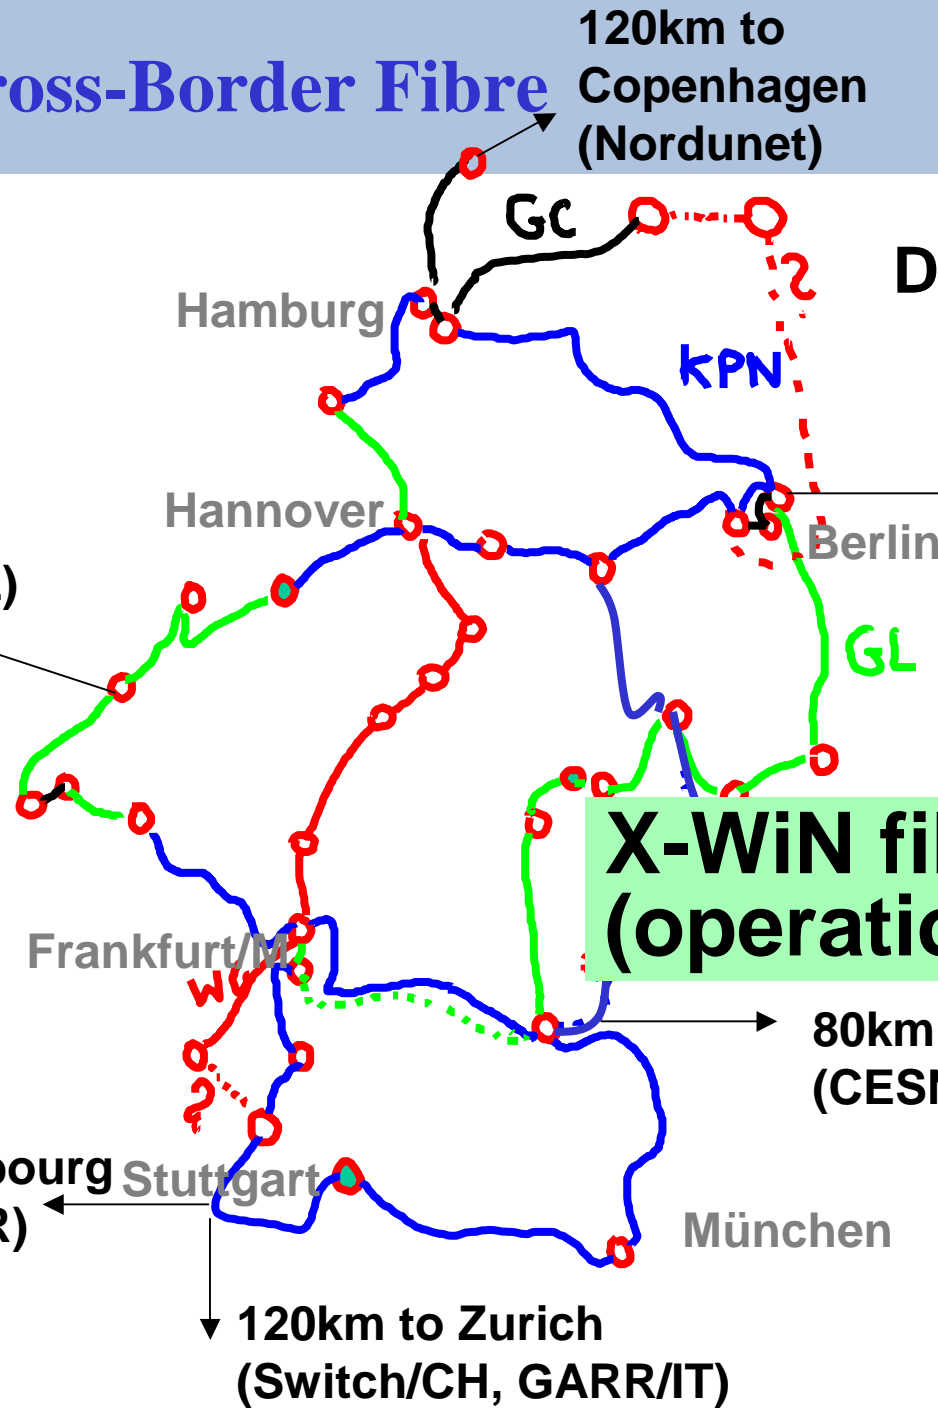 120km to
ross-Border Fibre
Copenhagen
(Nordunet)
GC
D
Hamburg
?
KPN
Hannover
Berlin
)
GL
X-WiN fi
(operatio
Frankfurt/M
80km
(CESN
?
bourg
Stuttgart
R)
München
120km to Zurich
(Switch/CH, GARR/IT)